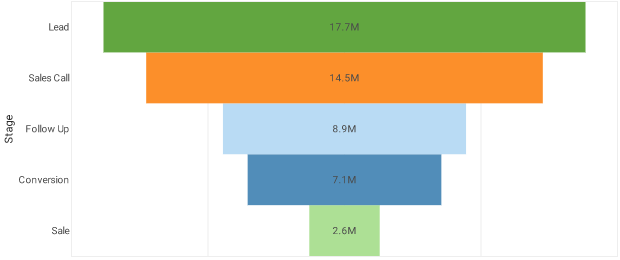 Stage
Lead
17.7M
Sales Call
14.5M
Follow Up
8.9M
Conversion
7.1M
Sale
2.6M